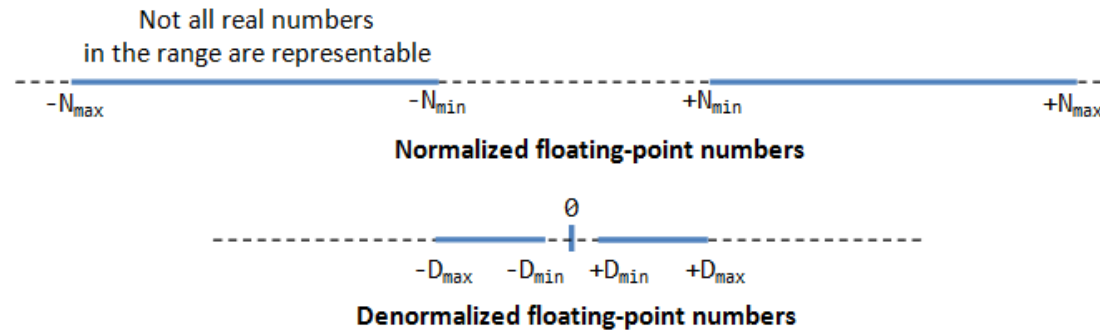 Not all real numbers
in the range are representable
-Nmax -Nmin +Nmin +Nmax
Normalized floating-point numbers
0
-Dmax -Dmin +Dmin +Dmax
Denormalized floating-point numbers